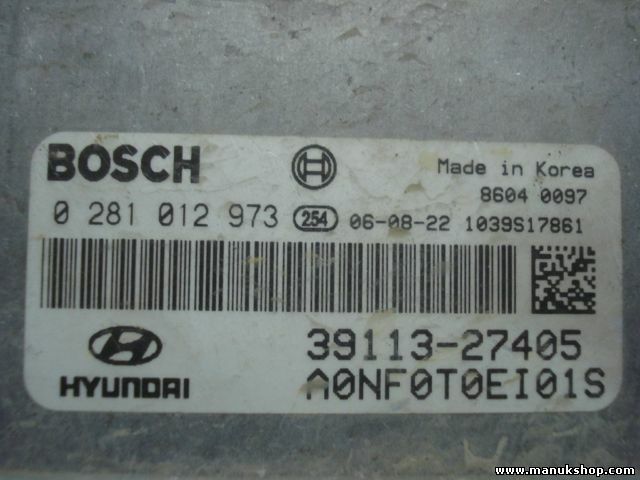 BOSCH
Made in Korea
8604 0097
0 281 012 973 254 06-08-22 1039S17861
39113-27405
HYUNDAI
A0NF0T0EI01S
www.manukshop.com